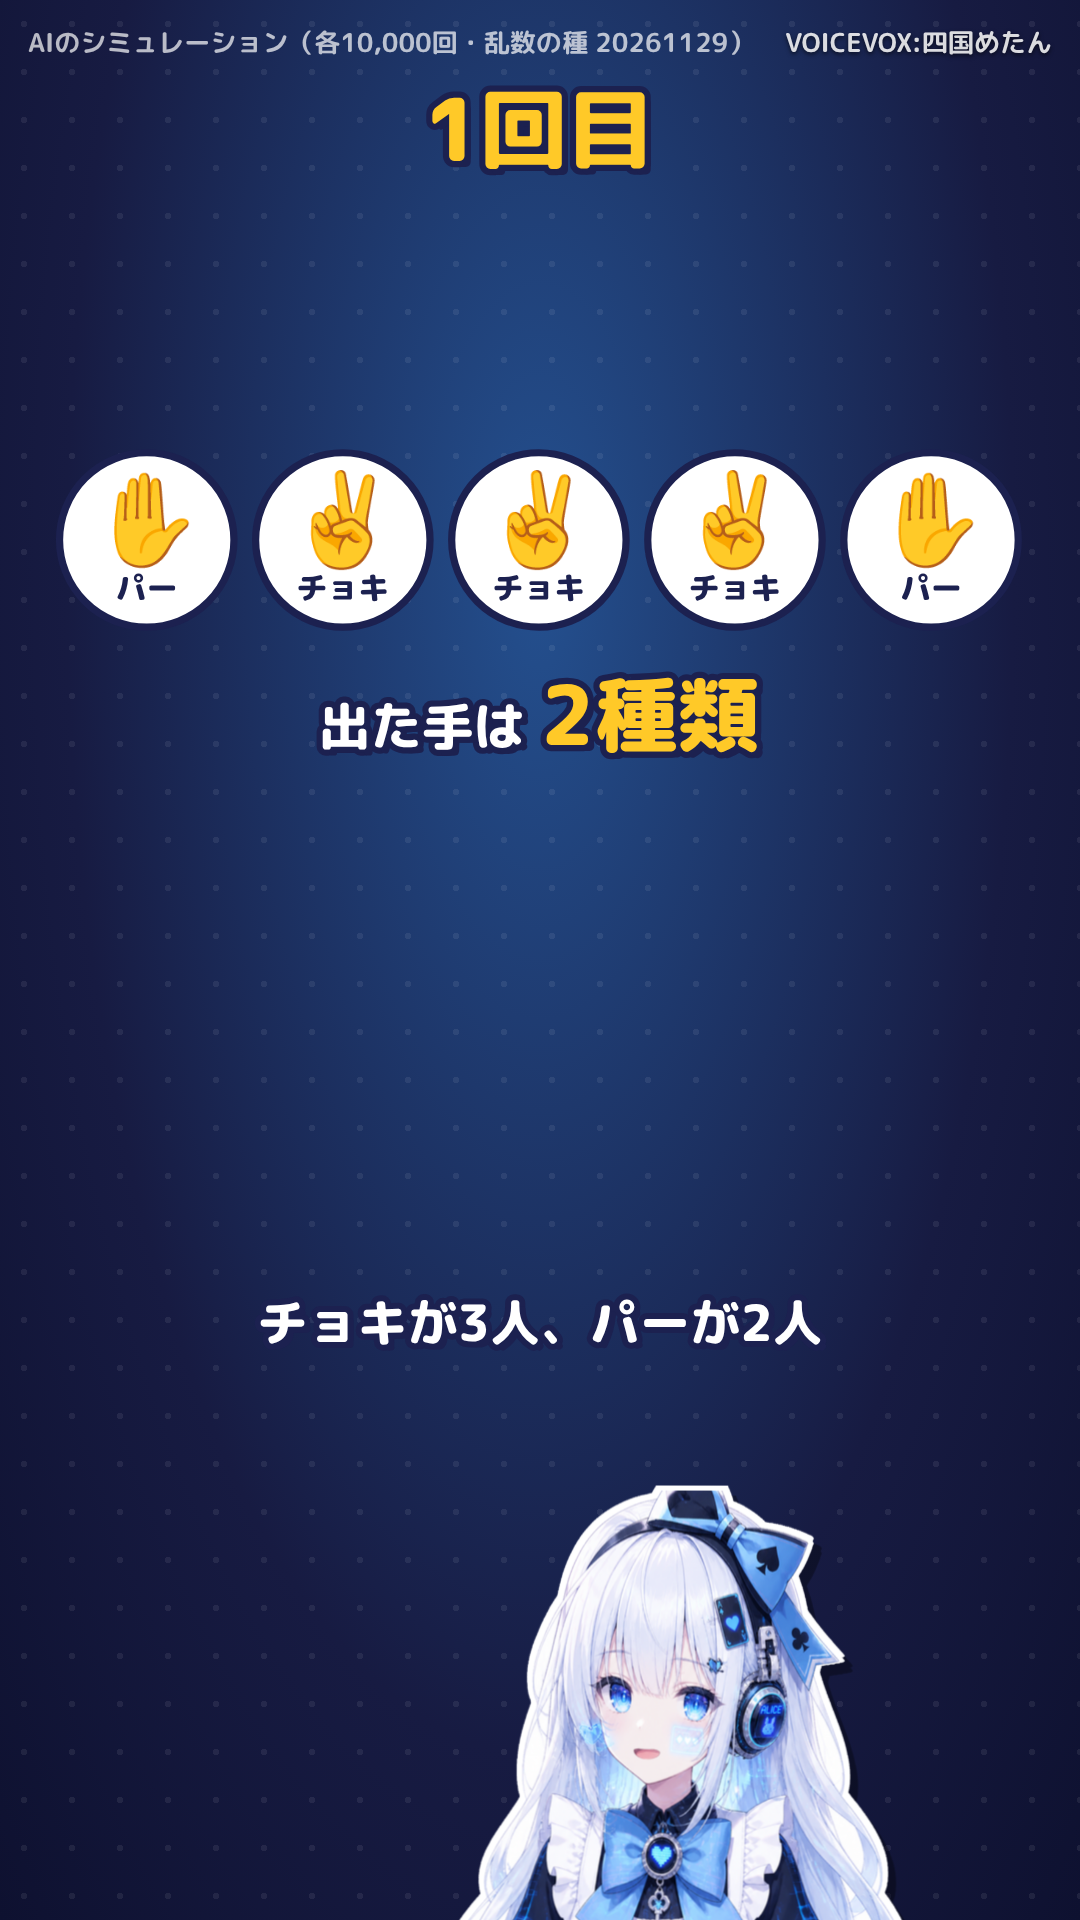 AIのシミュレーション（各10,000回・乱数の種 20261129）
VOICEVOX:四国めたん
1回目
パー
チョキ
チョキ
チョキ
パー
出た手は 2種類
チョキが3人、パーが2人
ALICE